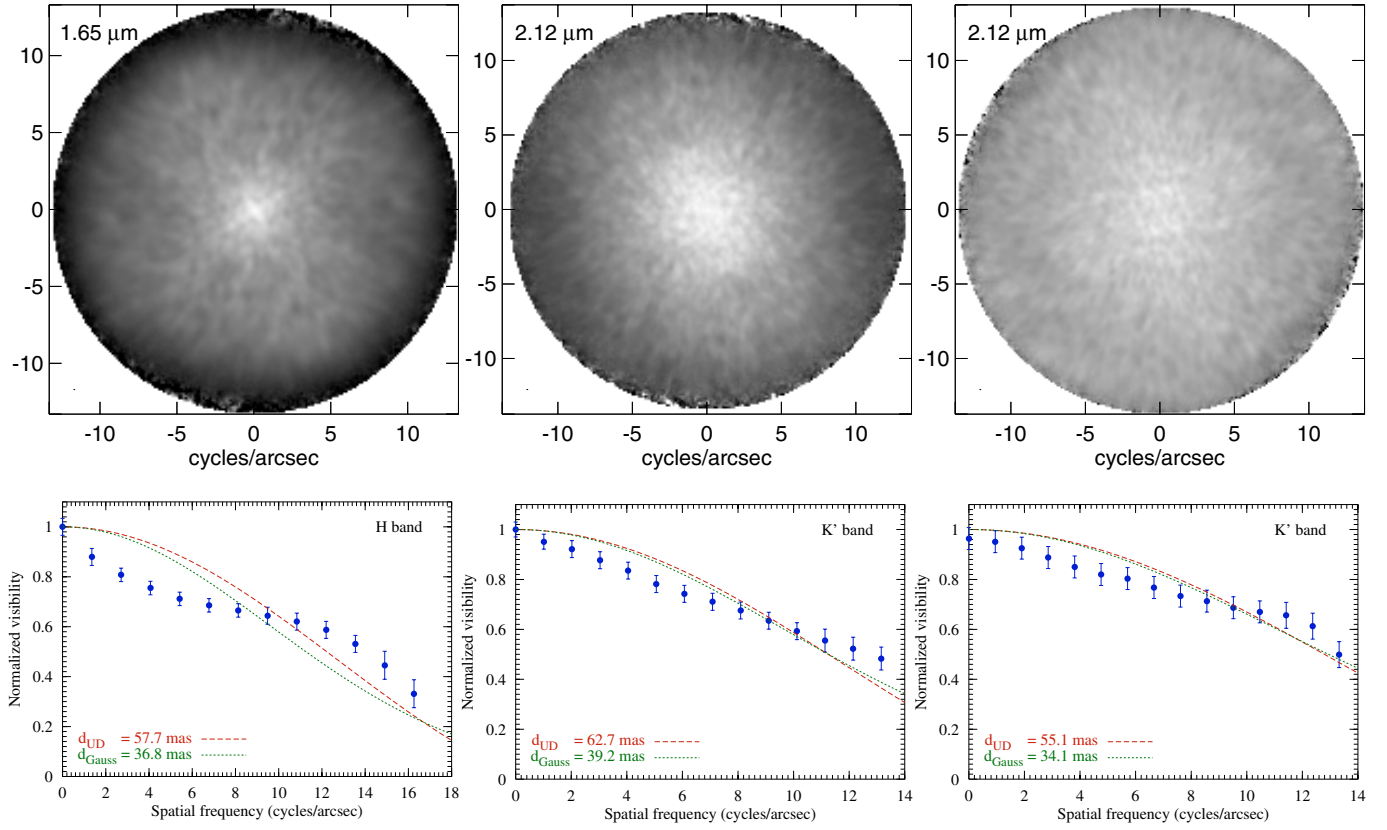 1.65 μm
10
5
0
-5
-10
-10 -5 0 5 10
cycles/arcsec
2.12 μm
10
5
0
-5
-10
-10 -5 0 5 10
cycles/arcsec
2.12 μm
10
5
0
-5
-10
-10 -5 0 5 10
cycles/arcsec
H band
Normalized visibility
1
0.8
0.6
0.4
0.2
0
d_UD = 57.7 mas
d_Gauss = 36.8 mas
0 2 4 6 8 10 12 14 16 18
Spatial frequency (cycles/arcsec)
K' band
Normalized visibility
1
0.8
0.6
0.4
0.2
0
d_UD = 62.7 mas
d_Gauss = 39.2 mas
0 2 4 6 8 10 12 14
Spatial frequency (cycles/arcsec)
K' band
Normalized visibility
1
0.8
0.6
0.4
0.2
0
d_UD = 55.1 mas
d_Gauss = 34.1 mas
0 2 4 6 8 10 12 14
Spatial frequency (cycles/arcsec)